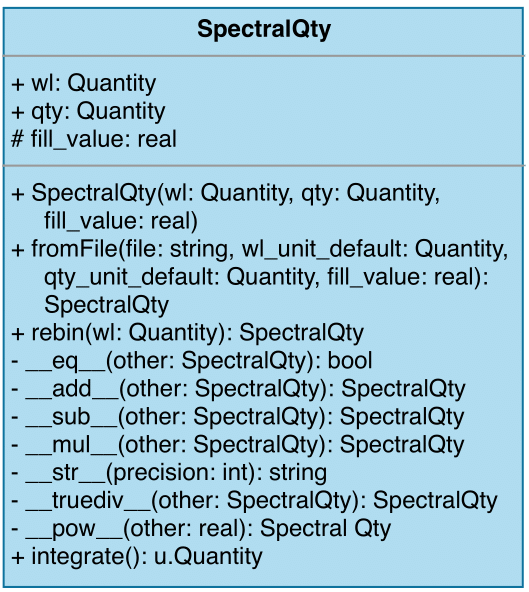 SpectralQty
+ wl: Quantity
+ qty: Quantity
# fill_value: real
+ SpectralQty(wl: Quantity, qty: Quantity,
fill_value: real)
+ fromFile(file: string, wl_unit_default: Quantity,
qty_unit_default: Quantity, fill_value: real):
SpectralQty
+ rebin(wl: Quantity): SpectralQty
- __eq__(other: SpectralQty): bool
- __add__(other: SpectralQty): SpectralQty
- __sub__(other: SpectralQty): SpectralQty
- __mul__(other: SpectralQty): SpectralQty
- __str__(precision: int): string
- __truediv__(other: SpectralQty): SpectralQty
- __pow__(other: real): Spectral Qty
+ integrate(): u.Quantity